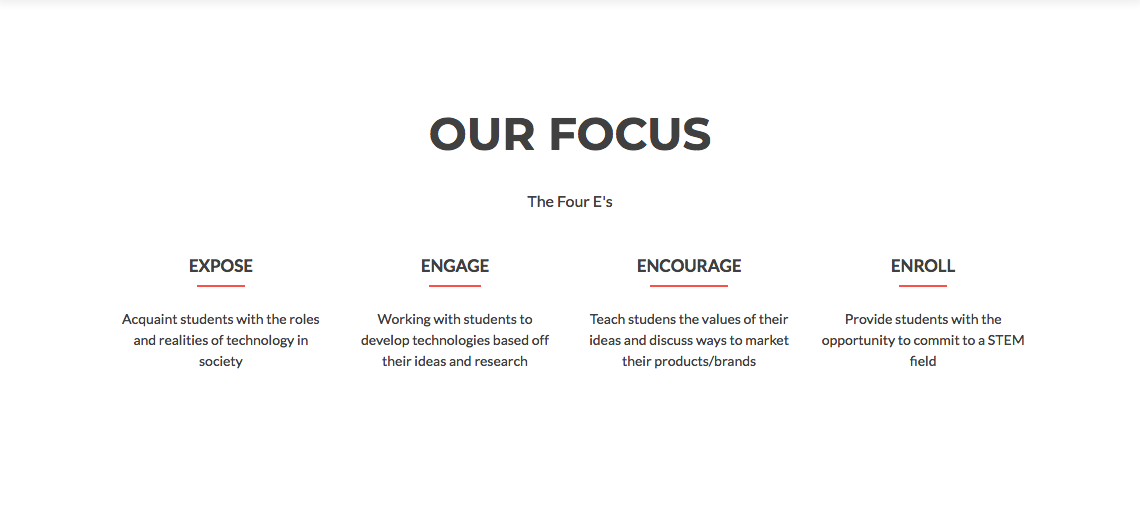 OUR FOCUS
The Four E's
EXPOSE
Acquaint students with the roles
and realities of technology in
society
ENGAGE
Working with students to
develop technologies based off
their ideas and research
ENCOURAGE
Teach studens the values of their
ideas and discuss ways to market
their products/brands
ENROLL
Provide students with the
opportunity to commit to a STEM
field